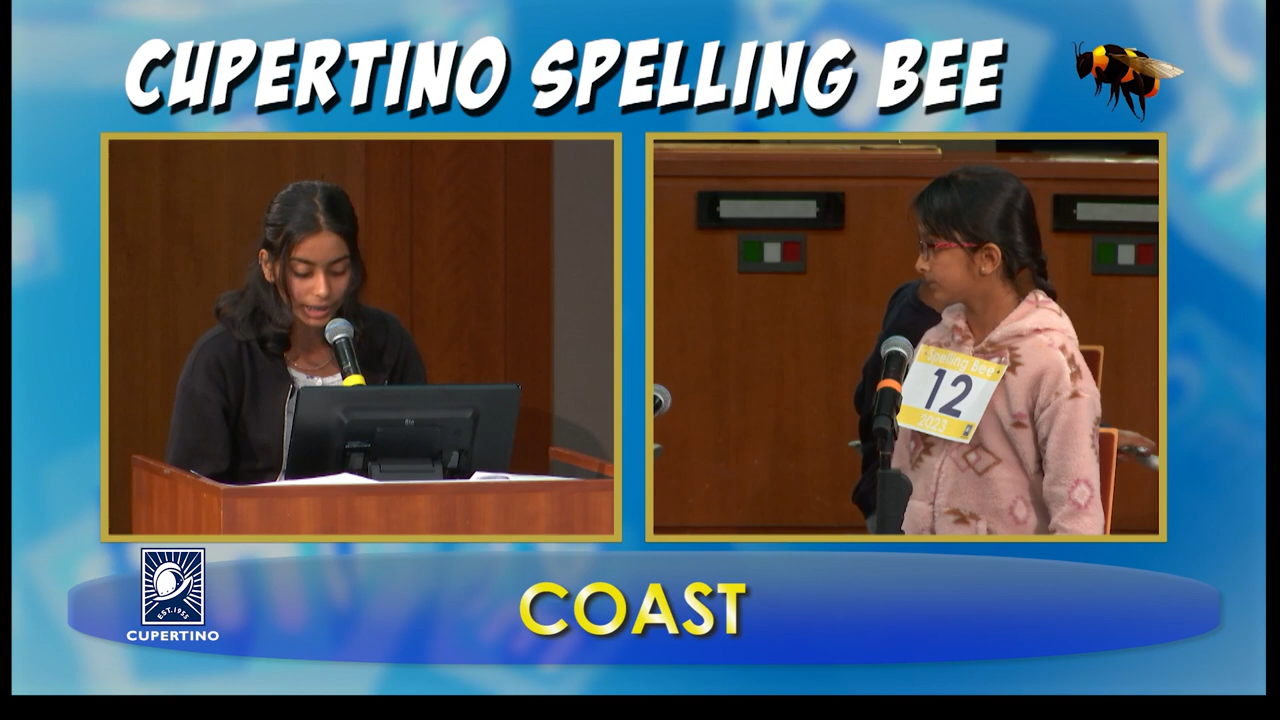 CUPERTINO SPELLING BEE
Spelling Bee
12
2023
EST. 1955
CUPERTINO
COAST